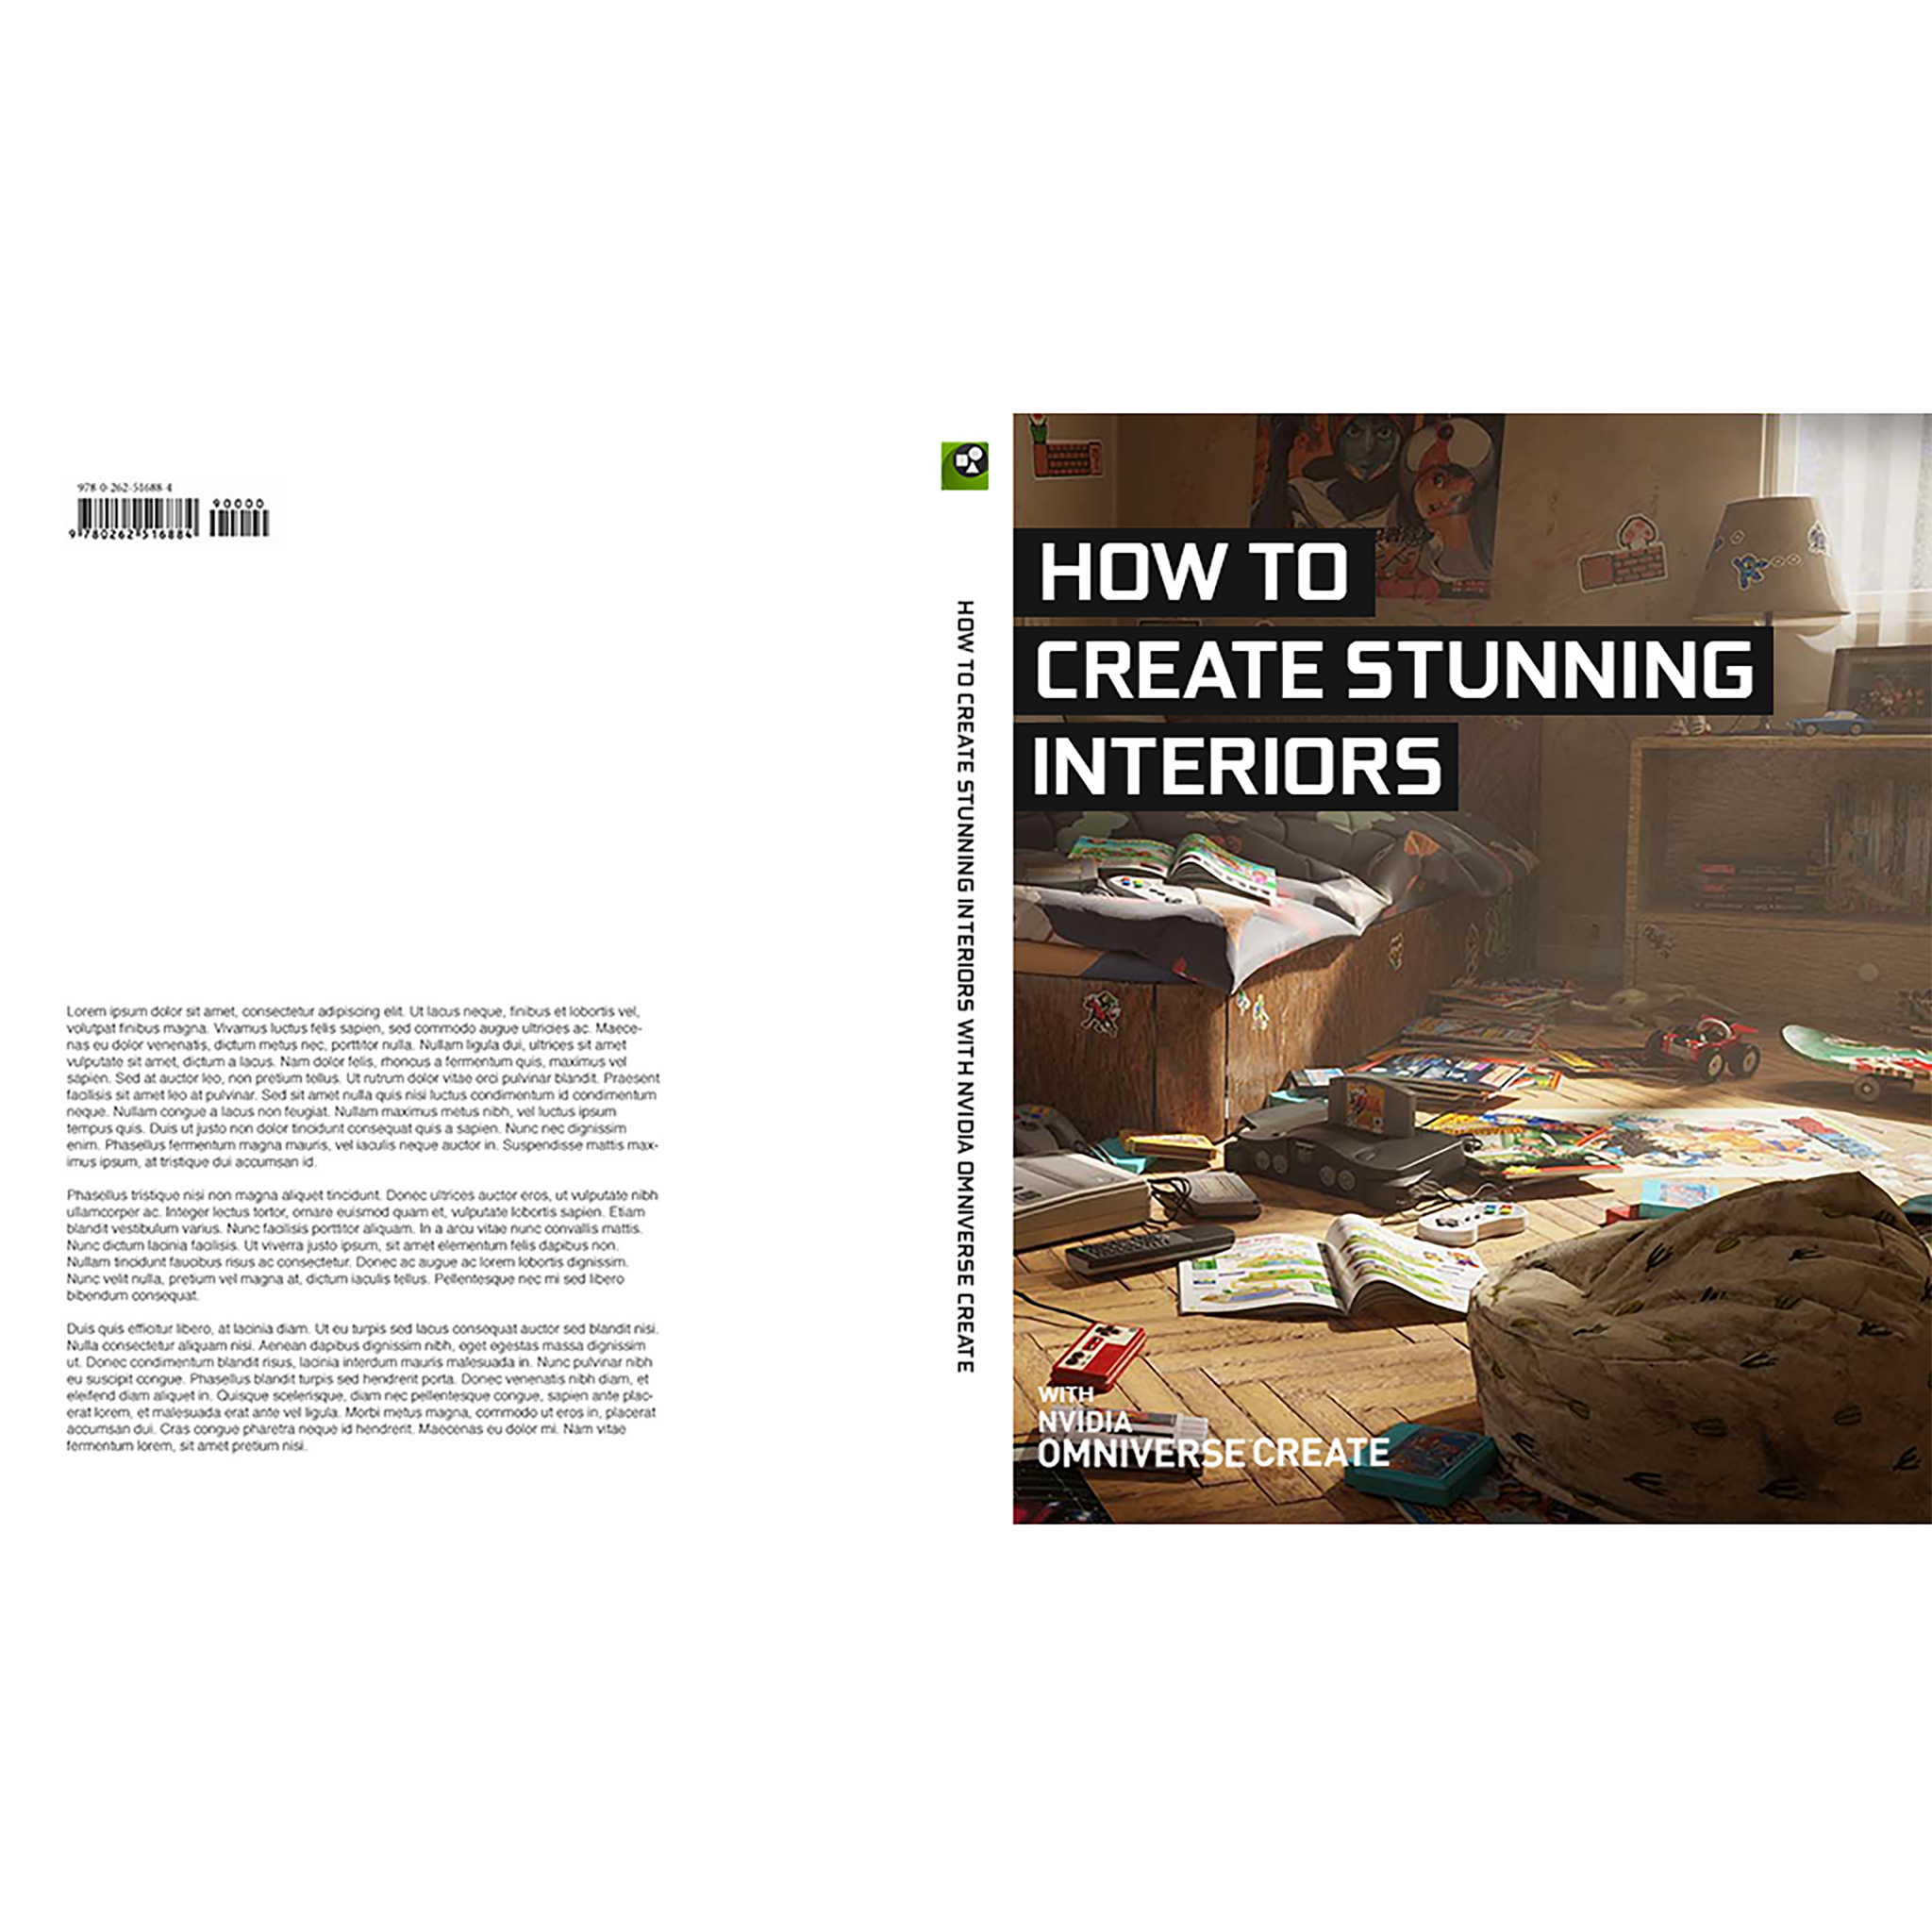 978-0-262-51688-4
90000
9 780262 516884
Lorem ipsum dolor sit amet, consectetur adipiscing elit. Ut lacus neque, finibus et lobortis vel,
volutpat finibus magna. Vivamus luctus felis sapien, sed commodo augue ultricies ac. Maece-
nas eu dolor venenatis, dictum metus nec, porttitor nulla. Nullam ligula dui, ultrices sit amet
vulputate sit amet, dictum a lacus. Nam dolor felis, rhoncus a fermentum quis, maximus vel
sapien. Sed at auctor leo, non pretium tellus. Ut rutrum dolor vitae orci pulvinar blandit. Praesent
facilisis sit amet leo at pulvinar. Sed sit amet nulla quis nisi luctus condimentum id condimentum
neque. Nullam congue a lacus non feugiat. Nullam maximus metus nibh, vel luctus ipsum
tempus quis. Duis ut justo non dolor tincidunt consequat quis a sapien. Nunc nec dignissim
enim. Phasellus fermentum magna mauris, vel iaculis neque auctor in. Suspendisse mattis max-
imus ipsum, at tristique dui accumsan id.
Phasellus tristique nisi non magna aliquet tincidunt. Donec ultrices auctor eros, ut vulputate nibh
ullamcorper ac. Integer lectus tortor, ornare euismod quam et, vulputate lobortis sapien. Etiam
blandit vestibulum varius. Nunc facilisis porttitor aliquam. In a arcu vitae nunc convallis mattis.
Nunc dictum lacinia facilisis. Ut viverra justo ipsum, sit amet elementum felis dapibus non.
Nullam tincidunt faucibus risus ac consectetur. Donec ac augue ac lorem lobortis dignissim.
Nunc velit nulla, pretium vel magna at, dictum iaculis tellus. Pellentesque nec mi sed libero
bibendum consequat.
Duis quis efficitur libero, at lacinia diam. Ut eu turpis sed lacus consequat auctor sed blandit nisi.
Nulla consectetur aliquam nisi. Aenean dapibus dignissim nibh, eget egestas massa dignissim
ut. Donec condimentum blandit risus, lacinia interdum mauris malesuada in. Nunc pulvinar nibh
eu suscipit congue. Phasellus blandit turpis sed hendrerit porta. Donec venenatis nibh diam, et
eleifend diam aliquet in. Quisque scelerisque, diam nec pellentesque congue, sapien ante plac-
erat lorem, et malesuada erat ante vel ligula. Morbi metus magna, commodo ut eros in, placerat
accumsan dui. Cras congue pharetra neque id hendrerit. Maecenas eu dolor mi. Nam vitae
fermentum lorem, sit amet pretium nisi.
HOW TO CREATE STUNNING INTERIORS WITH NVIDIA OMNIVERSE CREATE
HOW TO
CREATE STUNNING
INTERIORS
WITH
NVIDIA
OMNIVERSE CREATE